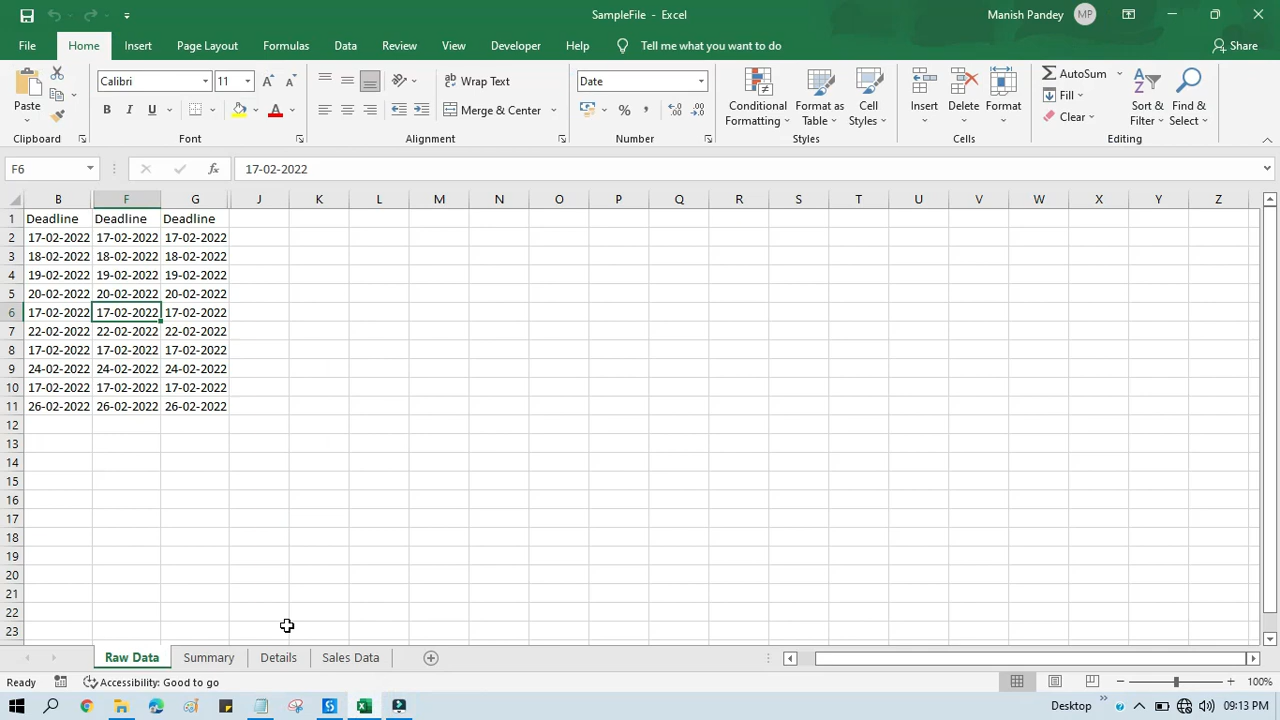 SampleFile - Excel
Manish Pandey MP
File Home Insert Page Layout Formulas Data Review View Developer Help Tell me what you want to do Share
Paste
Clipboard
Calibri 11
B I U
Font
Wrap Text
Merge & Center
Alignment
Date
% , .00
Number
Conditional Formatting
Format as Table
Cell Styles
Styles
Insert
Delete
Format
Cells
AutoSum
Fill
Clear
Sort & Filter
Find & Select
Editing
F6 fx 17-02-2022
B F G J K L M N O P Q R S T U V W X Y Z
1 Deadline Deadline Deadline
2 17-02-2022 17-02-2022 17-02-2022
3 18-02-2022 18-02-2022 18-02-2022
4 19-02-2022 19-02-2022 19-02-2022
5 20-02-2022 20-02-2022 20-02-2022
6 17-02-2022 17-02-2022 17-02-2022
7 22-02-2022 22-02-2022 22-02-2022
8 17-02-2022 17-02-2022 17-02-2022
9 24-02-2022 24-02-2022 24-02-2022
10 17-02-2022 17-02-2022 17-02-2022
11 26-02-2022 26-02-2022 26-02-2022
12
13
14
15
16
17
18
19
20
21
22
23
Raw Data Summary Details Sales Data
Ready Accessibility: Good to go 100%
Desktop 09:13 PM